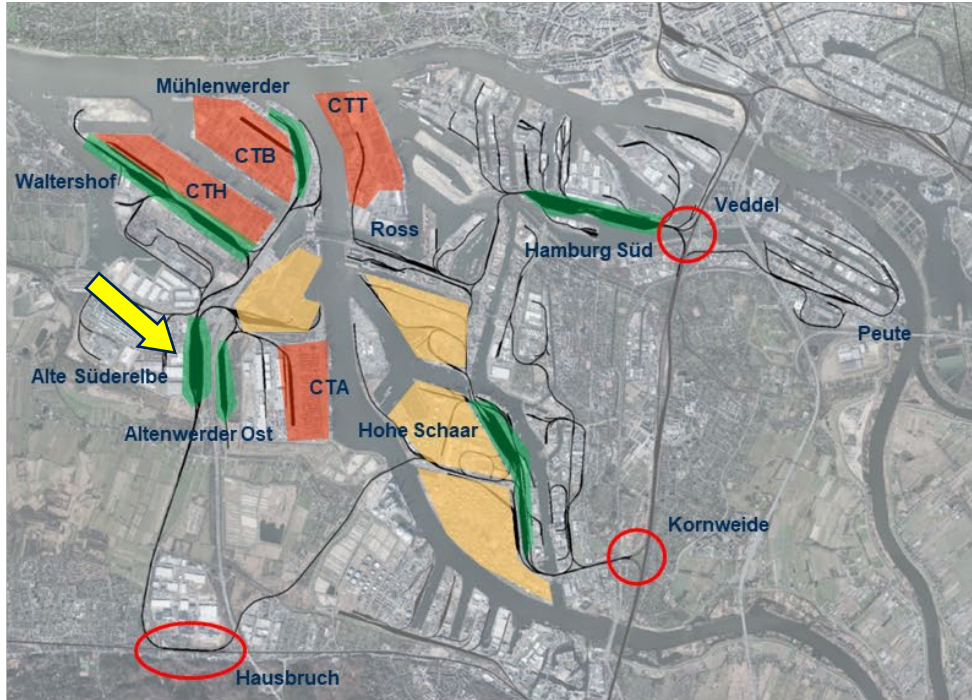 Mühlenwerder
CTT
CTB
Waltershof
CTH
Veddel
Ross
Hamburg Süd
Peute
Alte Süderelbe
CTA
Altenwerder Ost
Hohe Schaar
Kornweide
Hausbruch